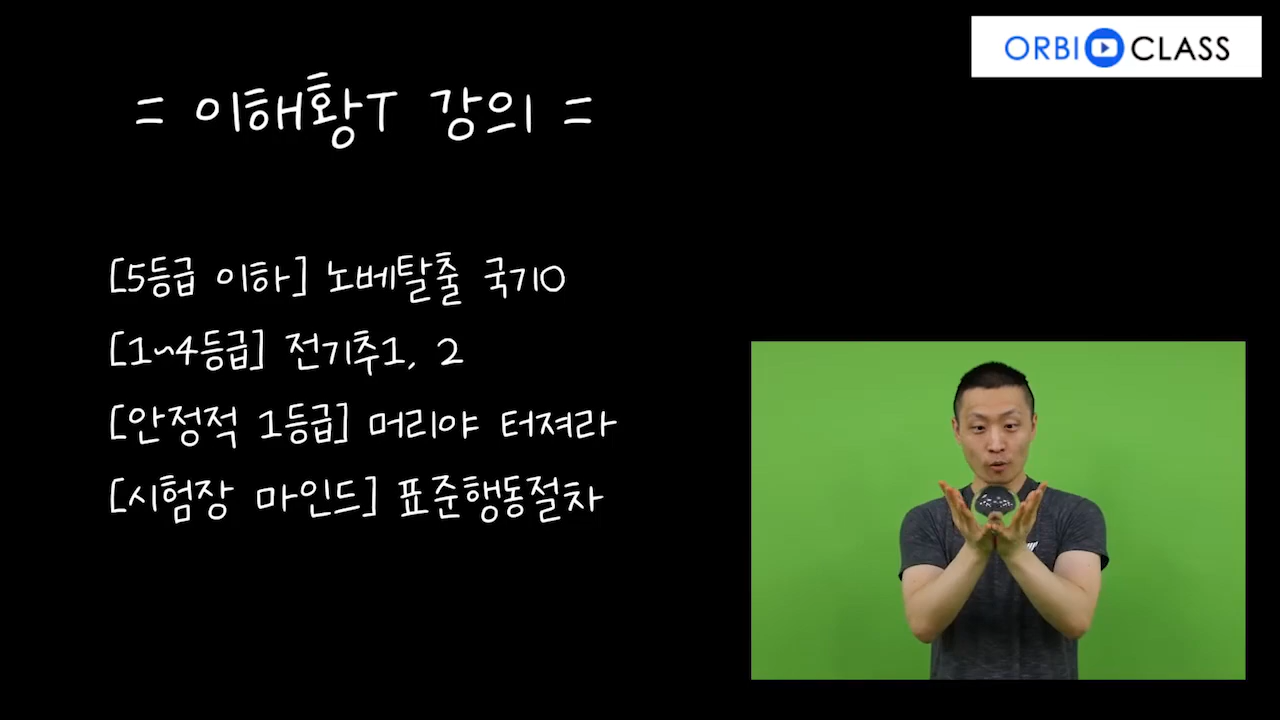 ORBI CLASS
= 이해황T 강의 =
[5등급 이하] 노베탈출 국기0
[1~4등급] 전기추1, 2
[안정적 1등급] 머리야 터져라
[시험장 마인드] 표준행동절차